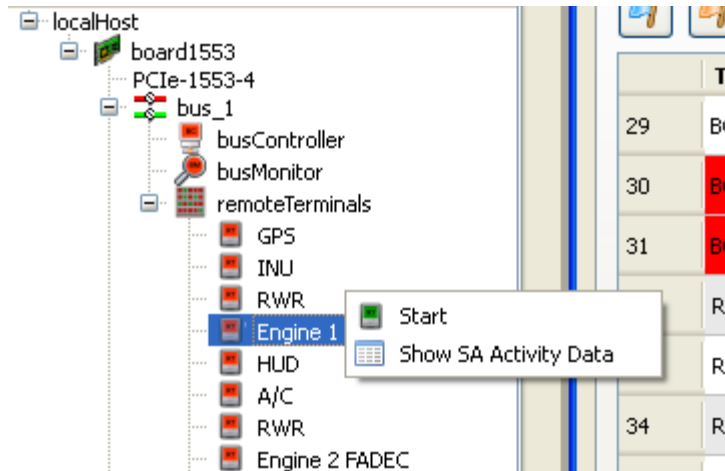 localHost
board1553
PCIe-1553-4
bus_1
busController
busMonitor
remoteTerminals
GPS
INU
RWR
Engine 1
HUD
A/C
RWR
Engine 2 FADEC
Start
Show SA Activity Data
T
29
B
30
B
31
B
R
R
34
R